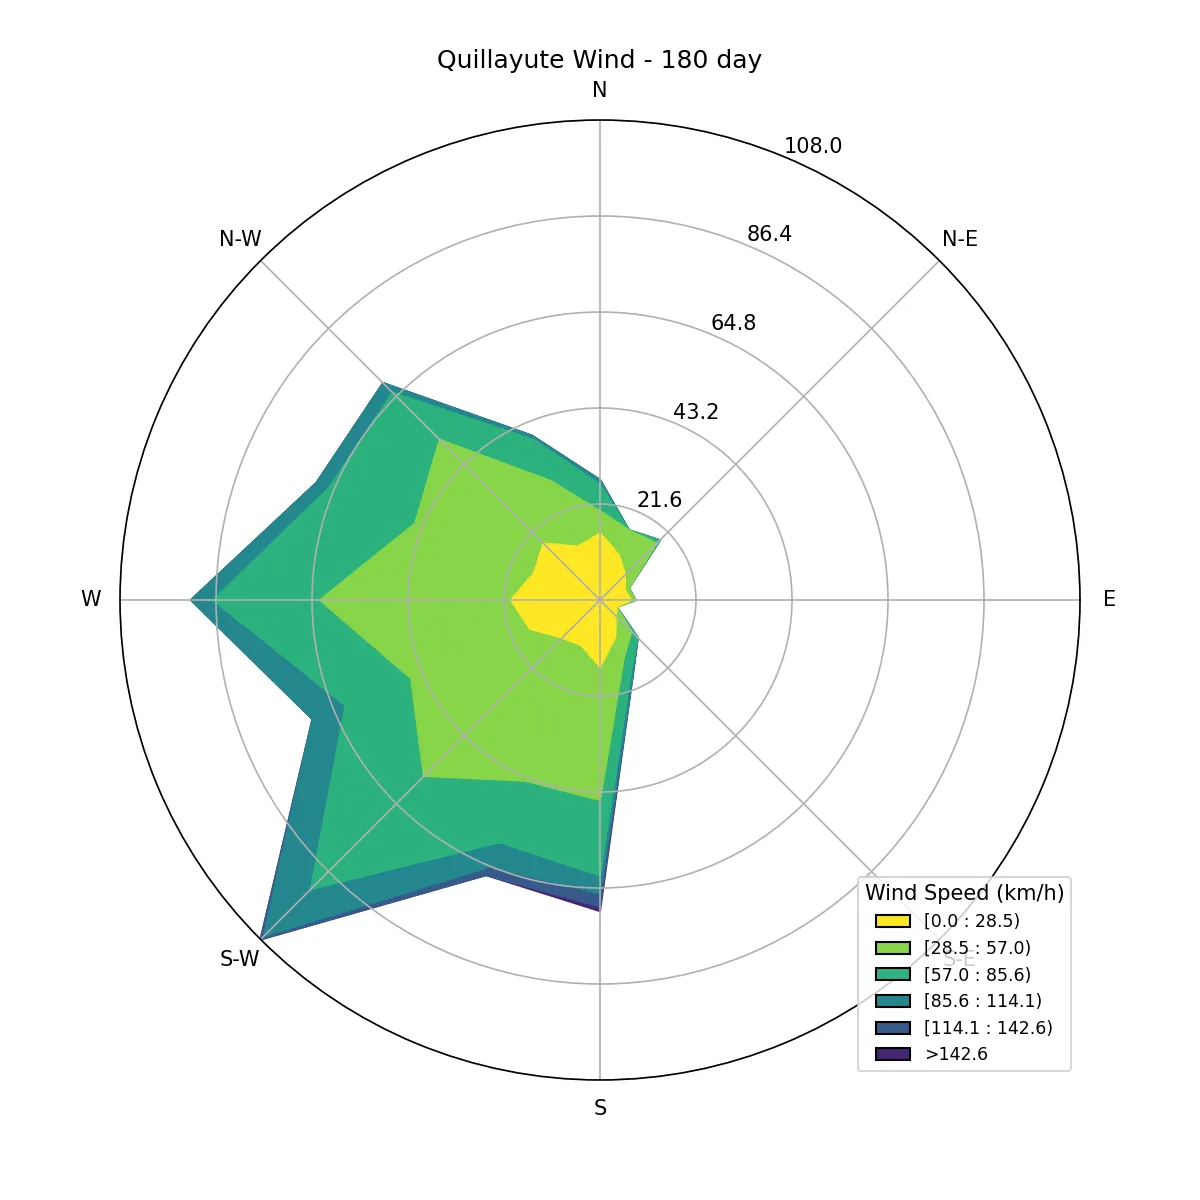 Quillayute Wind - 180 day
N
108.0
N-W
86.4
N-E
64.8
43.2
21.6
W
E
S-W
S-E
S
Wind Speed (km/h)
[0.0 : 28.5)
[28.5 : 57.0)
[57.0 : 85.6)
[85.6 : 114.1)
[114.1 : 142.6)
>142.6